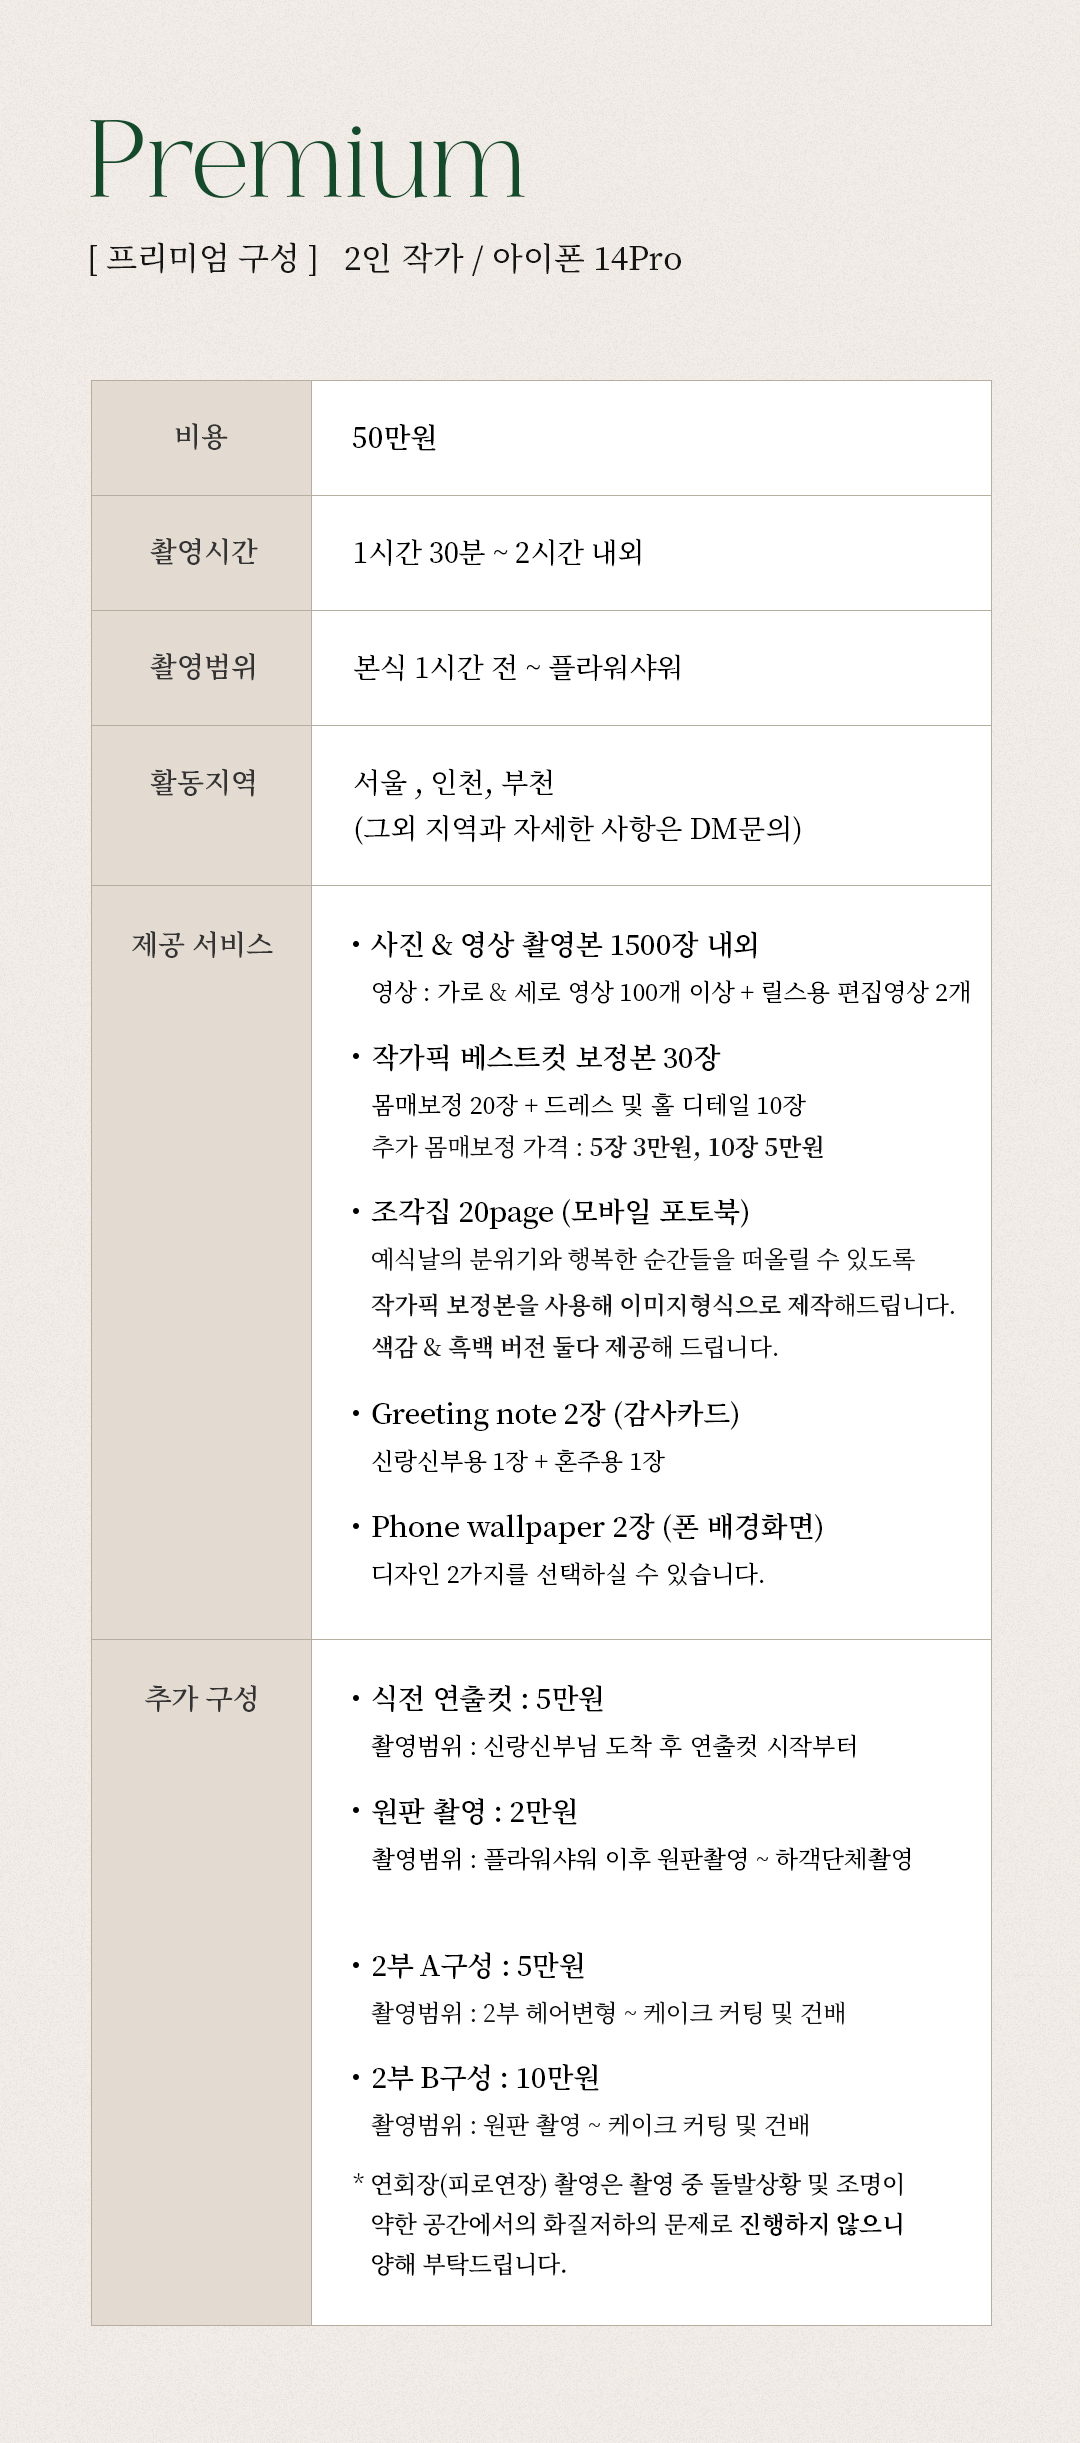 Premium
[ 프리미엄 구성 ] 2인 작가 / 아이폰 14Pro
비용
50만원
촬영시간
1시간 30분 ~ 2시간 내외
촬영범위
본식 1시간 전 ~ 플라워샤워
활동지역
서울 , 인천, 부천
(그외 지역과 자세한 사항은 DM문의)
제공 서비스
• 사진 & 영상 촬영본 1500장 내외
영상 : 가로 & 세로 영상 100개 이상 + 릴스용 편집영상 2개
• 작가픽 베스트컷 보정본 30장
몸매보정 20장 + 드레스 및 홀 디테일 10장
추가 몸매보정 가격 : 5장 3만원, 10장 5만원
• 조각집 20page (모바일 포토북)
예식날의 분위기와 행복한 순간들을 떠올릴 수 있도록
작가픽 보정본을 사용해 이미지형식으로 제작해드립니다.
색감 & 흑백 버전 둘다 제공해 드립니다.
• Greeting note 2장 (감사카드)
신랑신부용 1장 + 혼주용 1장
• Phone wallpaper 2장 (폰 배경화면)
디자인 2가지를 선택하실 수 있습니다.
추가 구성
• 식전 연출컷 : 5만원
촬영범위 : 신랑신부님 도착 후 연출컷 시작부터
• 원판 촬영 : 2만원
촬영범위 : 플라워샤워 이후 원판촬영 ~ 하객단체촬영
• 2부 A구성 : 5만원
촬영범위 : 2부 헤어변형 ~ 케이크 커팅 및 건배
• 2부 B구성 : 10만원
촬영범위 : 원판 촬영 ~ 케이크 커팅 및 건배
* 연회장(피로연장) 촬영은 촬영 중 돌발상황 및 조명이
약한 공간에서의 화질저하의 문제로 진행하지 않으니
양해 부탁드립니다.